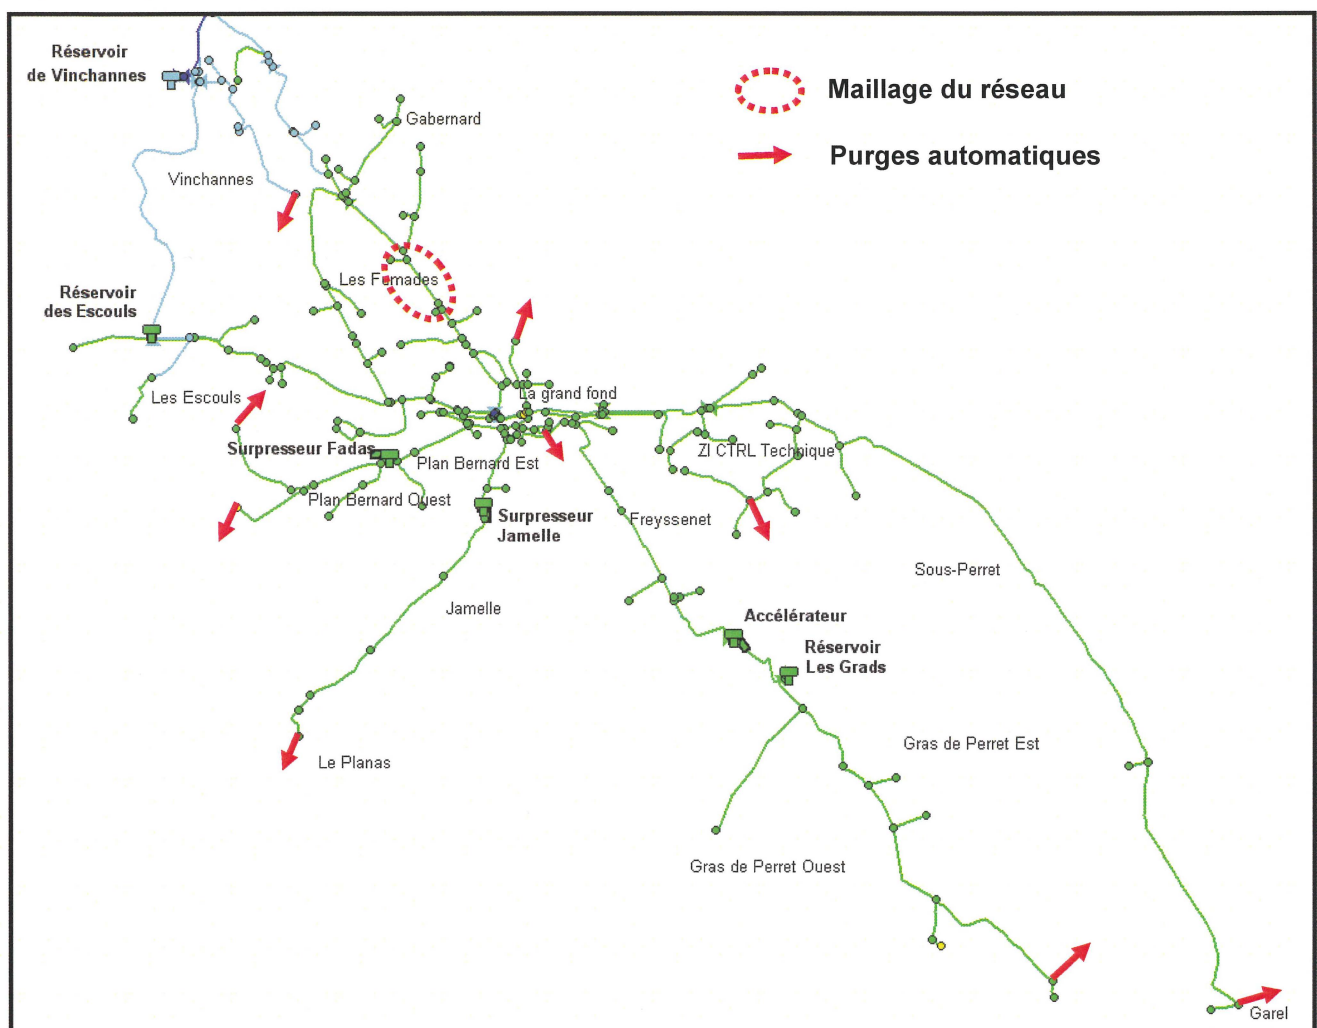 Réservoir
de Vinchannes
Maillage du réseau
Gabernard
Purges automatiques
Vinchannes
Les Fumades
Réservoir
des Escouls
Les Escouls
La grand fond
Surpresseur Fadas
Plan Bernard Est
ZI CTRL Technique
Plan Bernard Ouest
Surpresseur
Jamelle
Freyssenet
Sous-Perret
Jamelle
Accélérateur
Réservoir
Les Grads
Gras de Perret Est
Le Planas
Gras de Perret Ouest
Garel